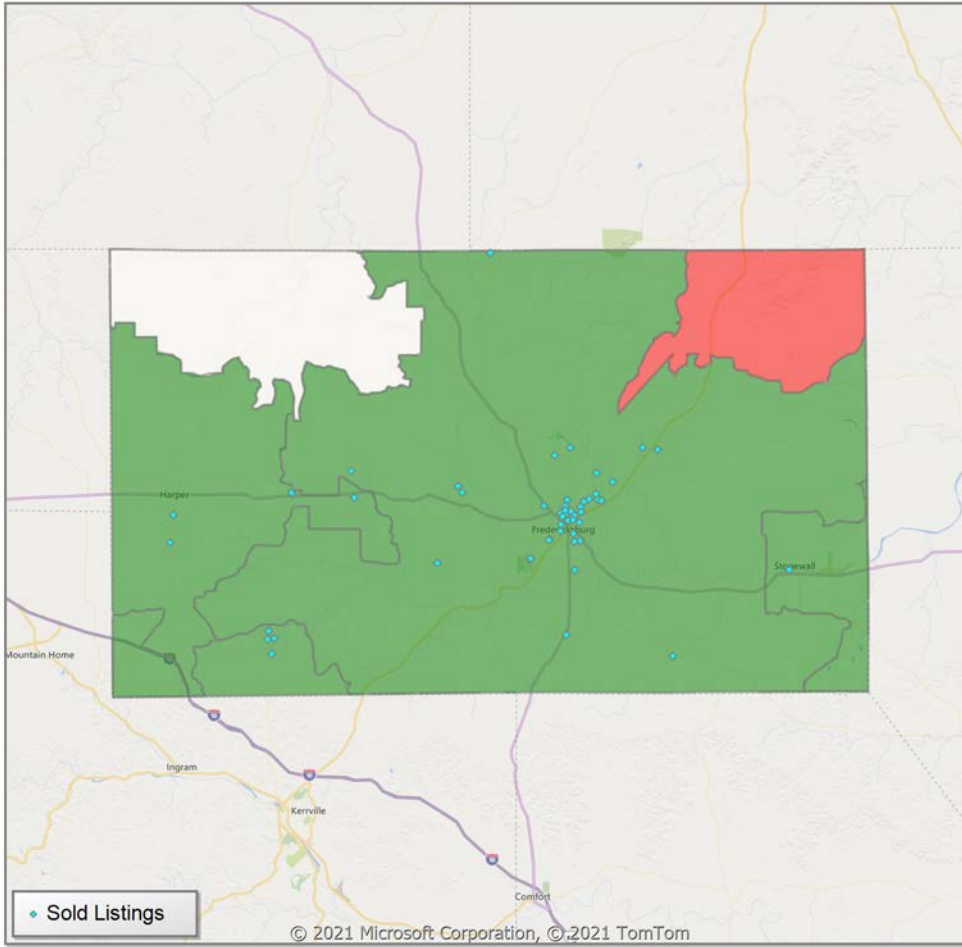 Harper
Fredericksburg
Stonewall
Mountain Home
Ingram
Kerrville
Comfort
Sold Listings
© 2021 Microsoft Corporation, © 2021 TomTom